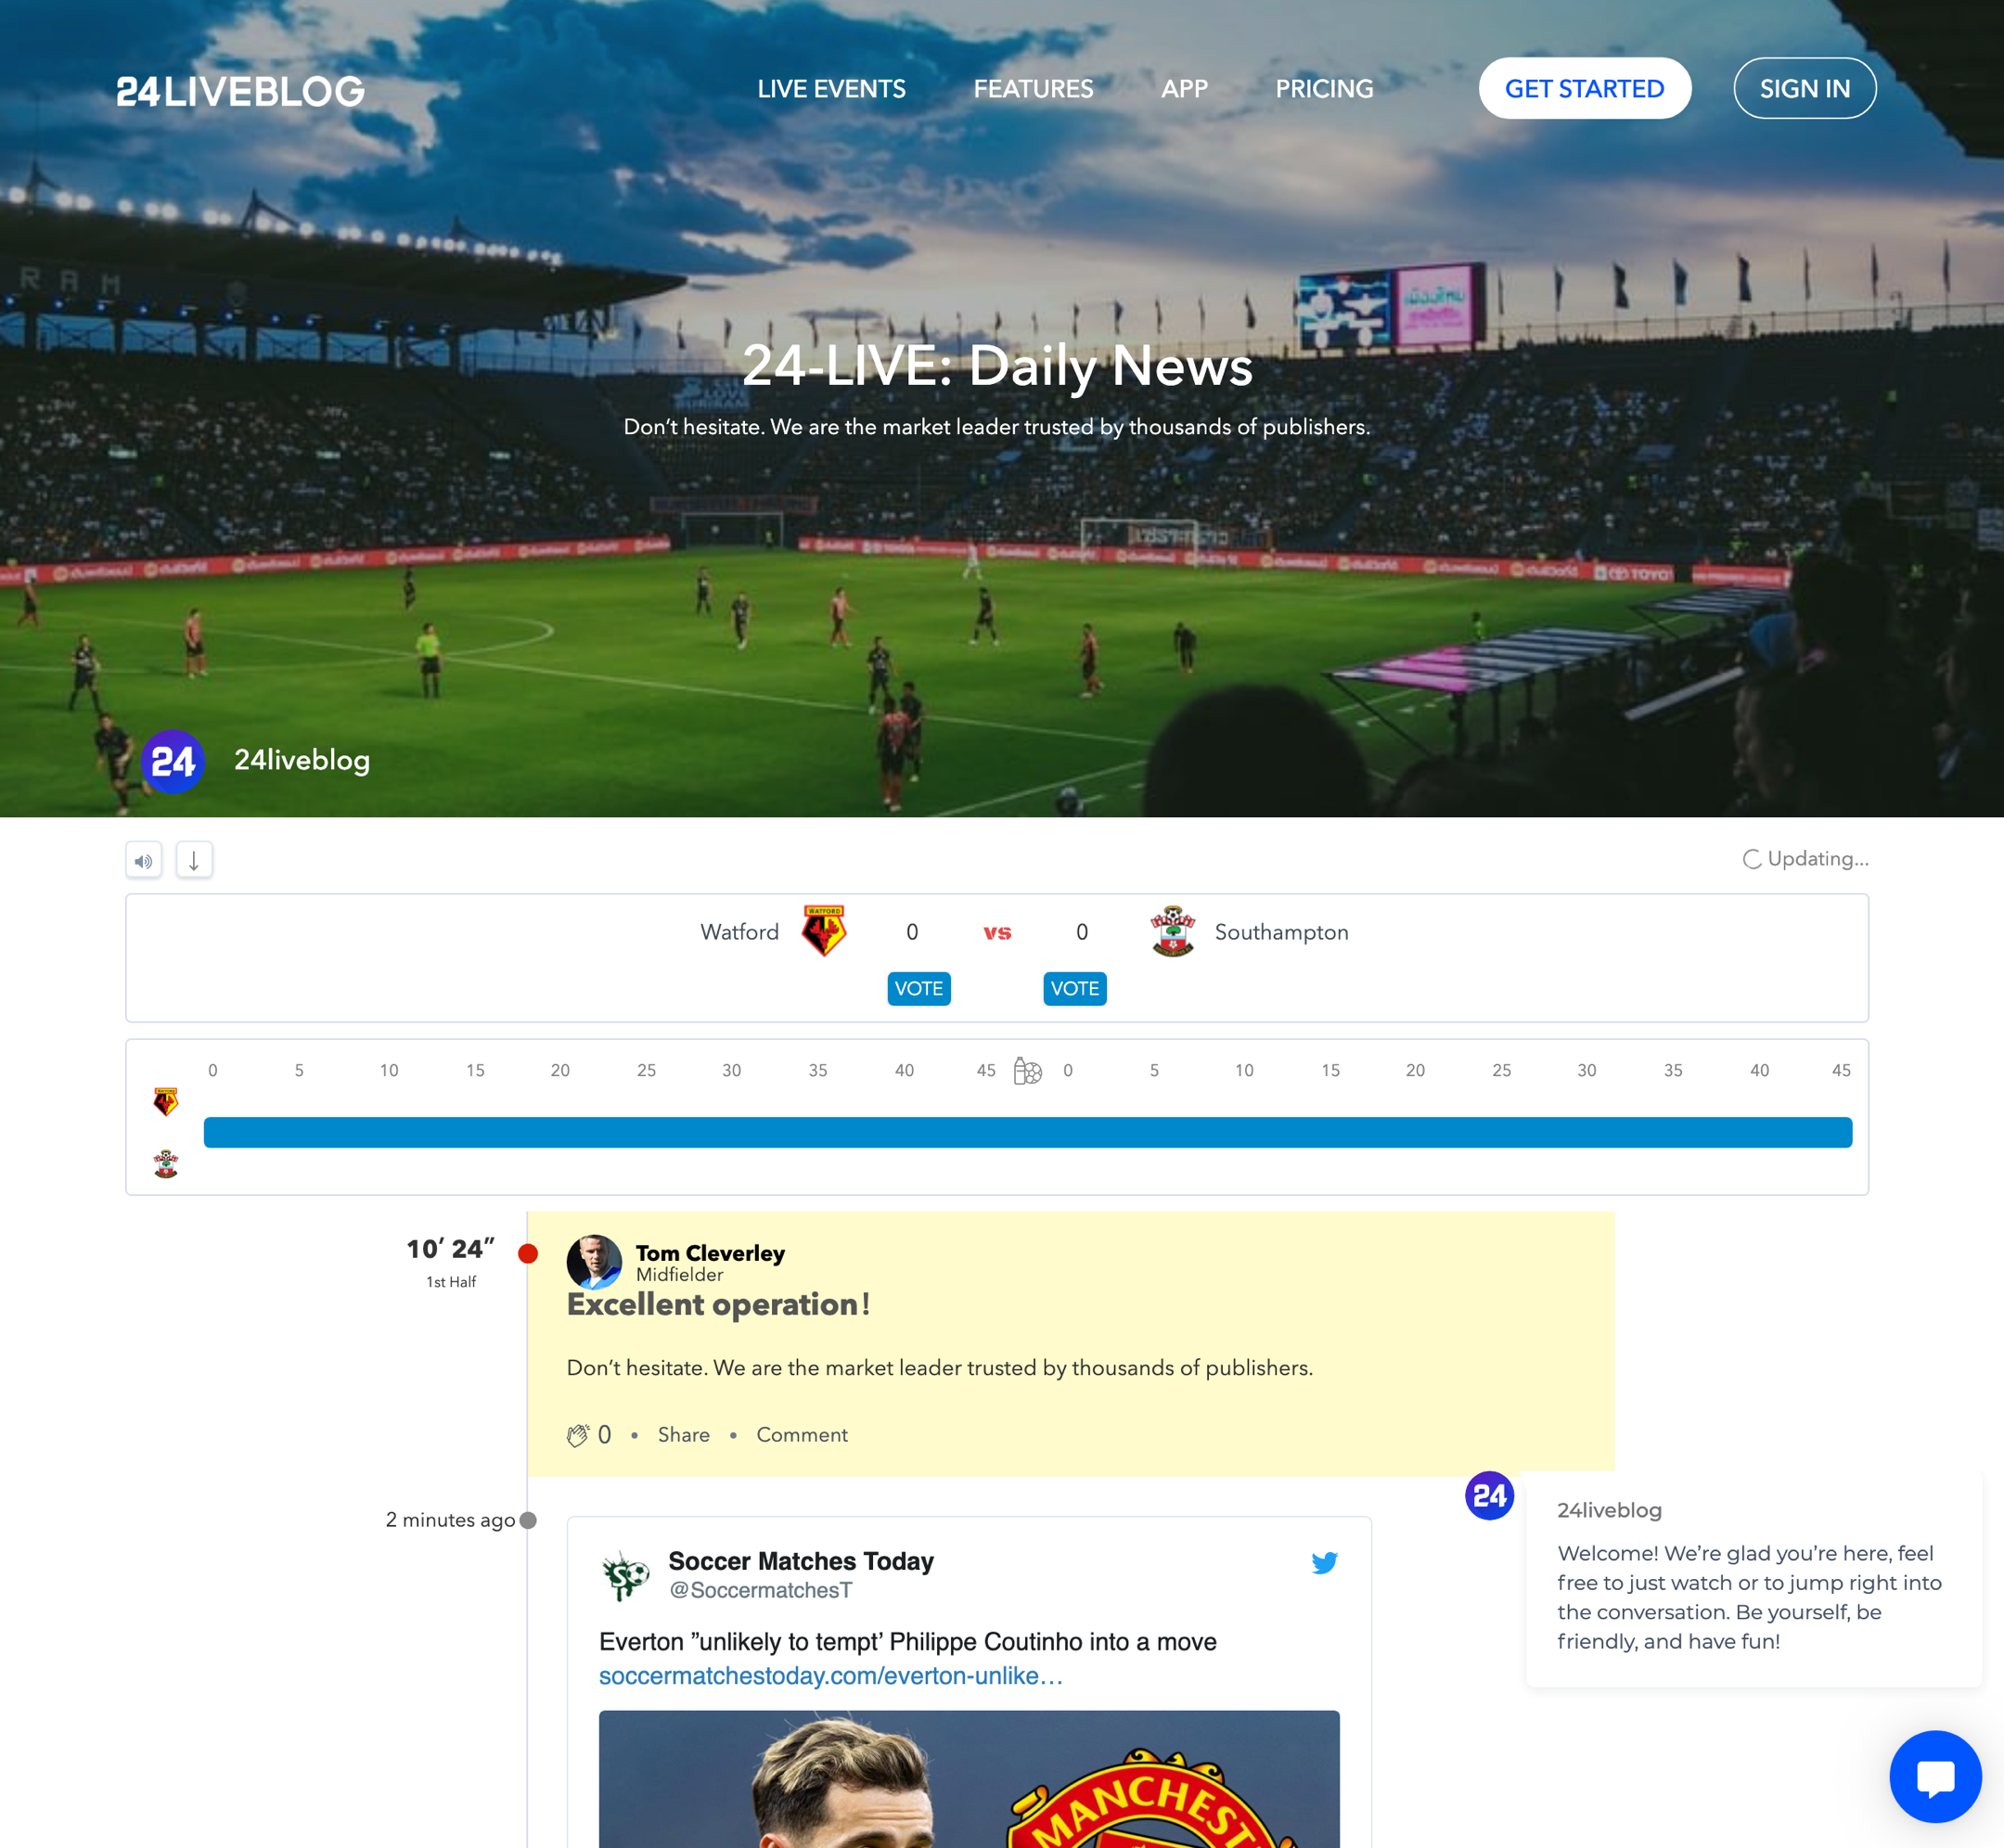 24LIVEBLOG
LIVE EVENTS
FEATURES
APP
PRICING
GET STARTED
SIGN IN
RAM
24-LIVE: Daily News
Don’t hesitate. We are the market leader trusted by thousands of publishers.
TOYO
24
24liveblog
Updating...
Watford
WATFORD
0
vs
0
Southampton
VOTE
VOTE
0 5 10 15 20 25 30 35 40 45 0 5 10 15 20 25 30 35 40 45
10’ 24”
1st Half
Tom Cleverley
Midfielder
Excellent operation!
Don’t hesitate. We are the market leader trusted by thousands of publishers.
0 • Share • Comment
2 minutes ago
Soccer Matches Today
@SoccermatchesT
Everton ”unlikely to tempt’ Philippe Coutinho into a move
soccermatchestoday.com/everton-unlike…
MANCHEST
24
24liveblog
Welcome! We’re glad you’re here, feel
free to just watch or to jump right into
the conversation. Be yourself, be
friendly, and have fun!